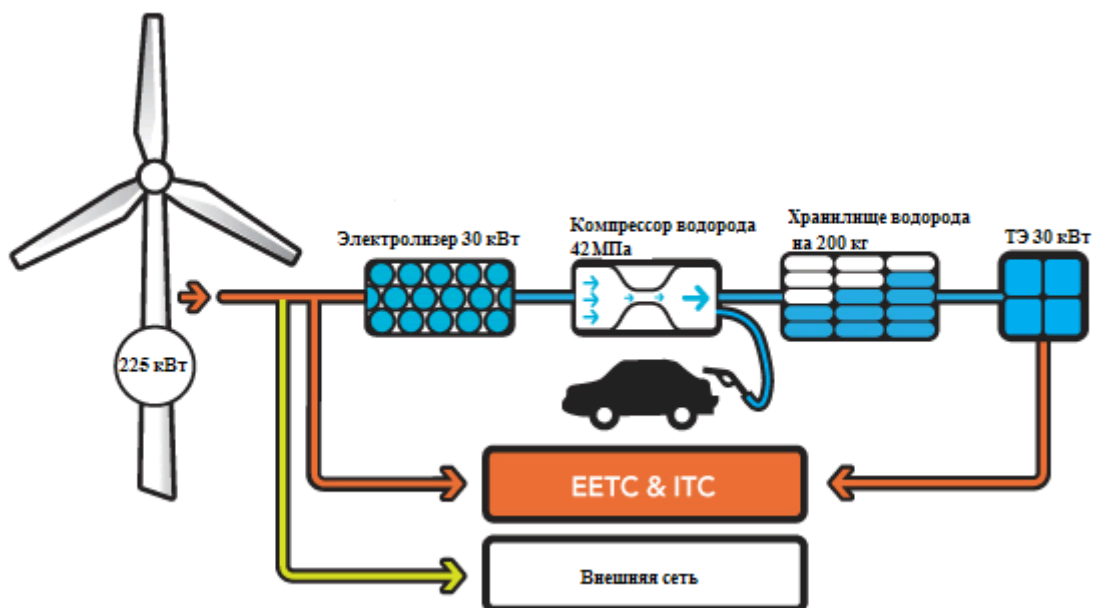 Электролизер 30 кВт
Компрессор водорода
42 МПа
Хранилище водорода
на 200 кг
ТЭ 30 кВт
225 кВт
EETC & ITC
Внешняя сеть